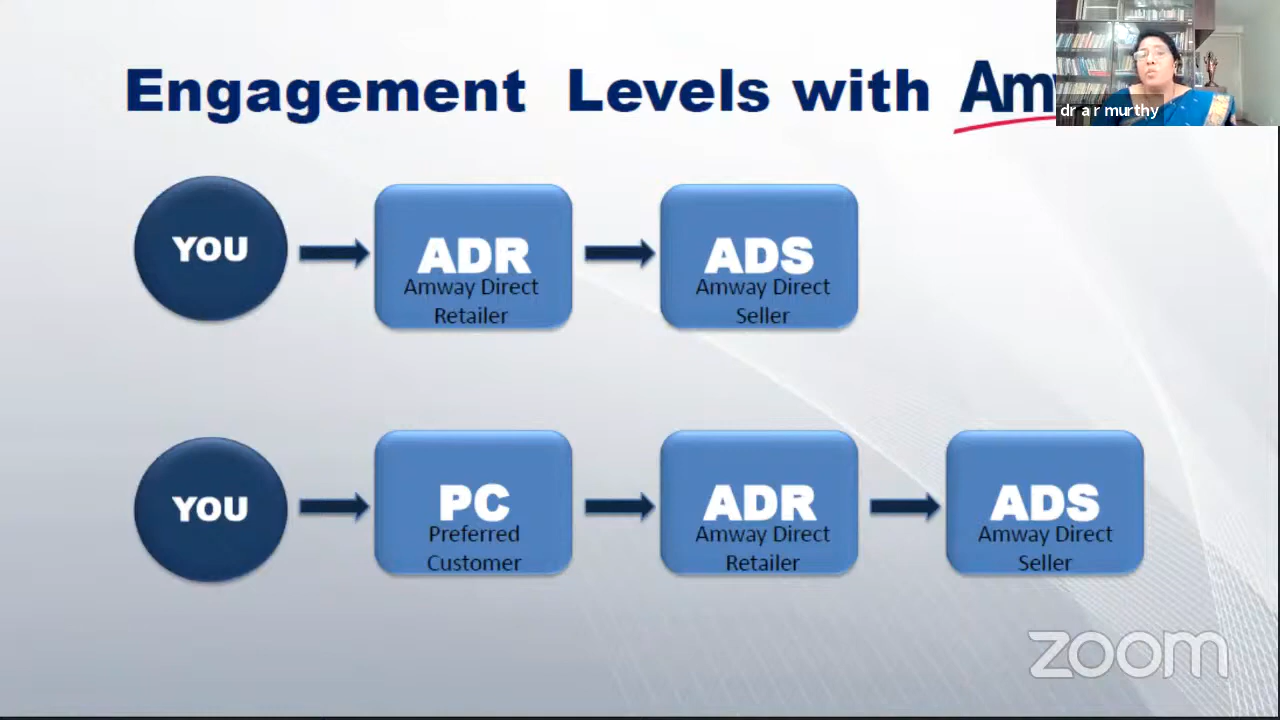 Engagement Levels with Am
dr a r murthy
YOU
ADR
Amway Direct
Retailer
ADS
Amway Direct
Seller
YOU
PC
Preferred
Customer
ADR
Amway Direct
Retailer
ADS
Amway Direct
Seller
zoom